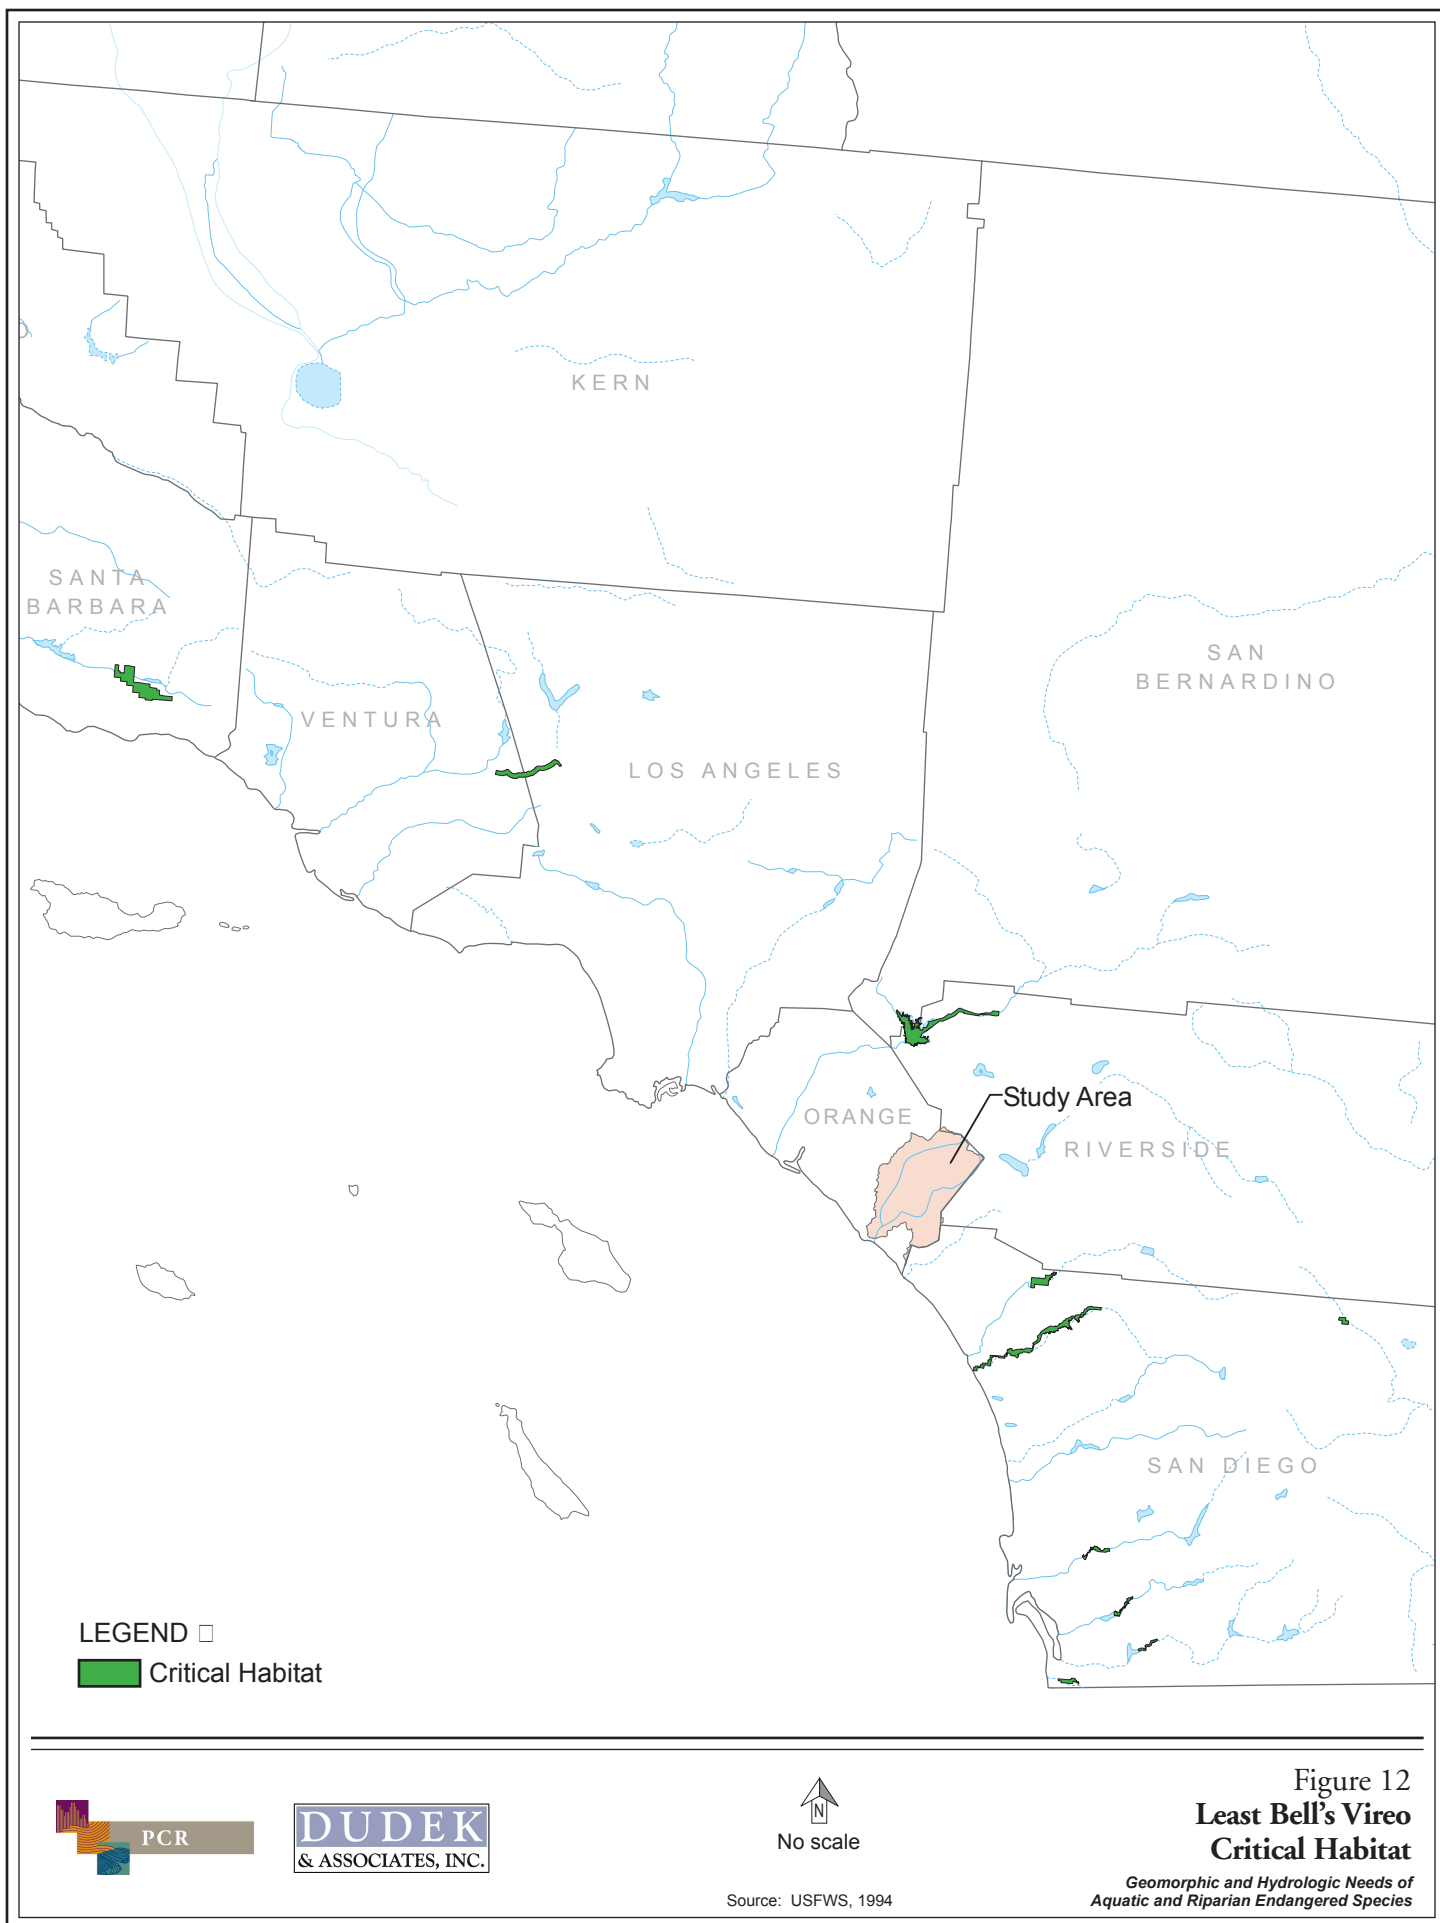 KERN
SANTA
BARBARA
SAN
BERNARDINO
VENTURA
LOS ANGELES
Study Area
ORANGE
RIVERSIDE
SAN DIEGO
LEGEND
Critical Habitat
PCR
DUDEK
& ASSOCIATES, INC.
N
No scale
Source: USFWS, 1994
Figure 12
Least Bell's Vireo
Critical Habitat
Geomorphic and Hydrologic Needs of
Aquatic and Riparian Endangered Species